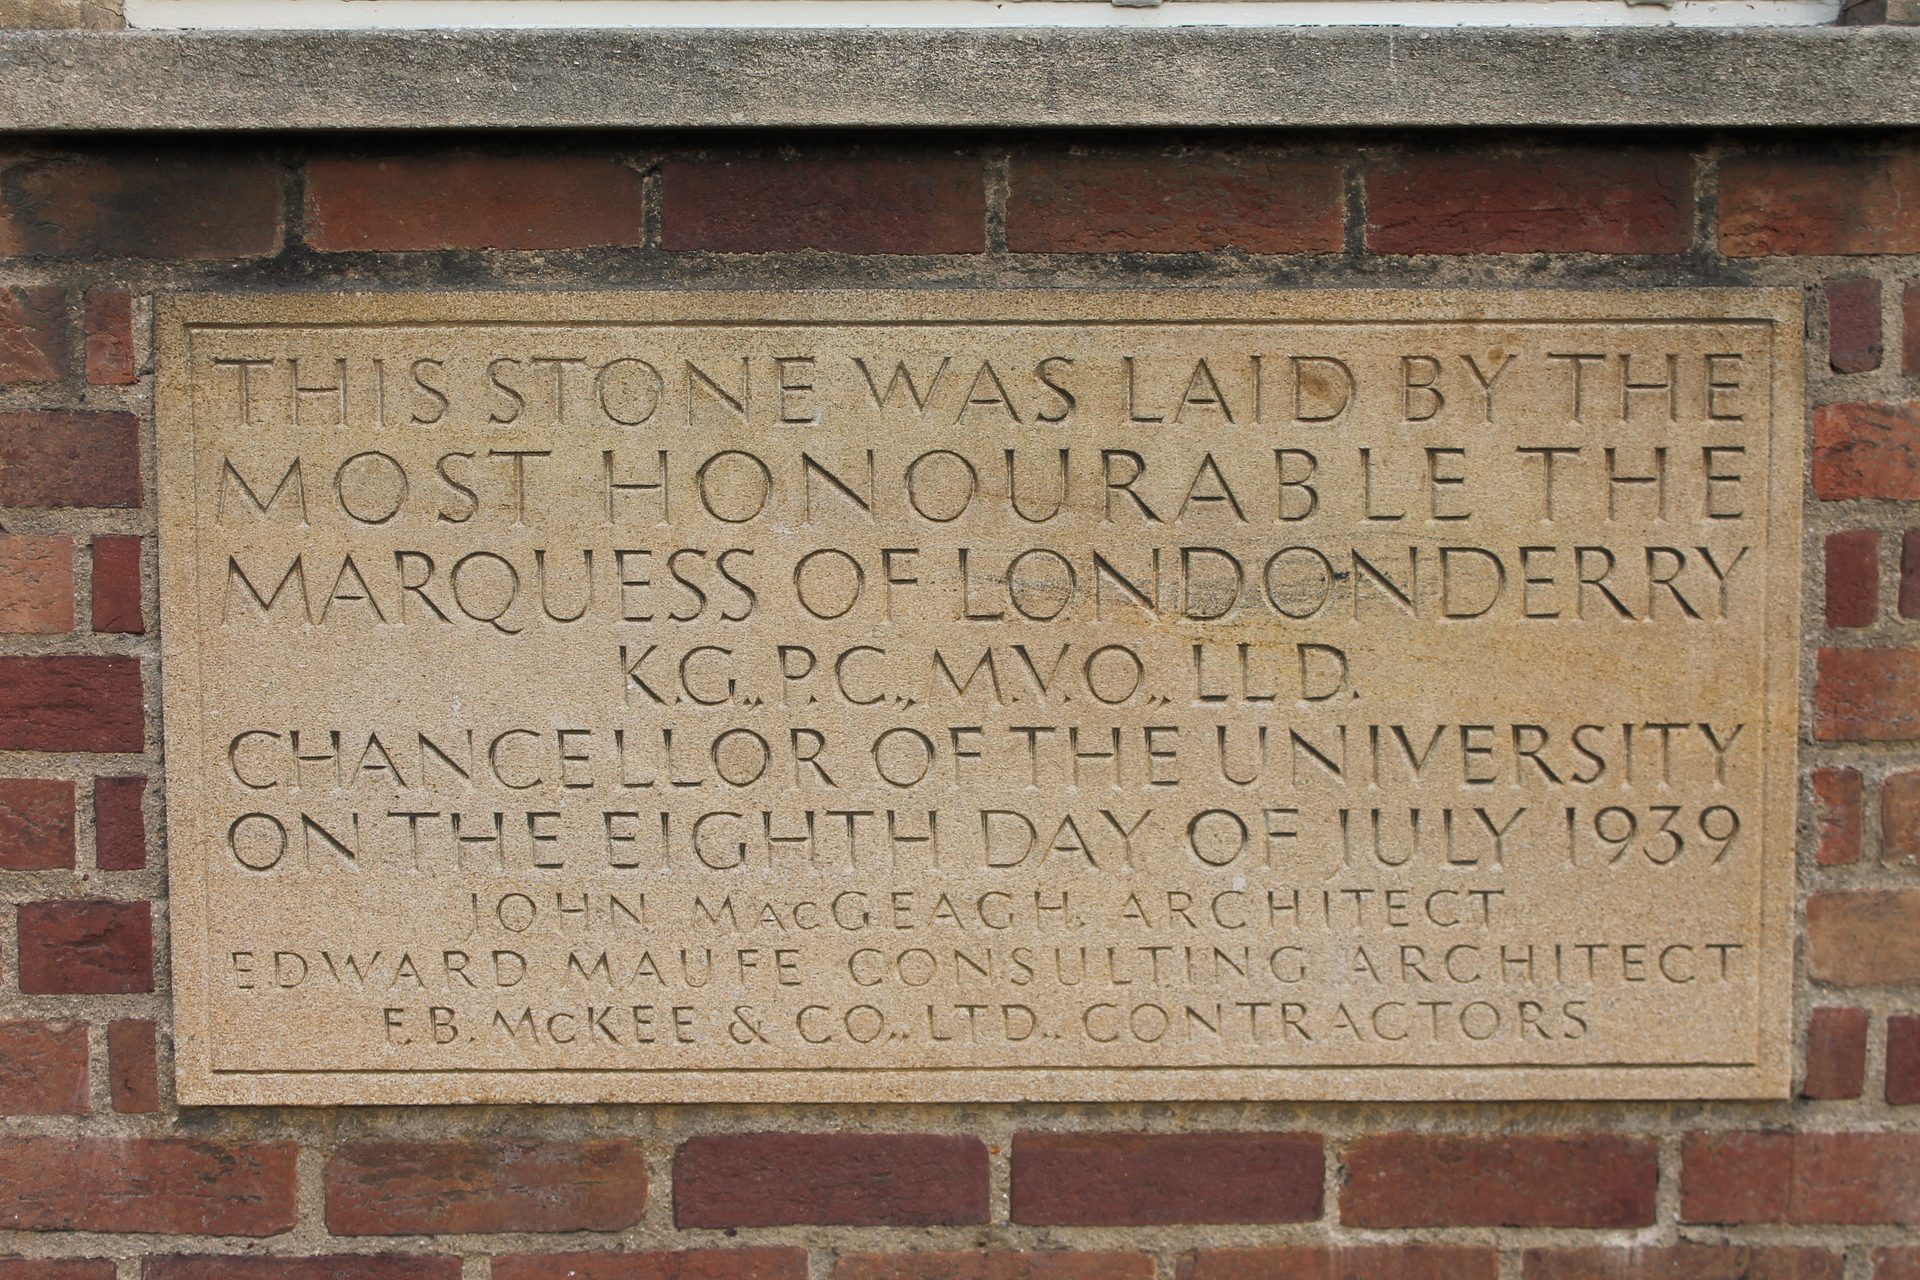 THIS STONE WAS LAID BY THE
MOST HONOURABLE THE
MARQUESS OF LONDONDERRY
K.G., P.C., M.V.O., LL.D.
CHANCELLOR OF THE UNIVERSITY
ON THE EIGHTH DAY OF JULY 1939
JOHN MacGEAGH. ARCHITECT
EDWARD MAUFE CONSULTING ARCHITECT
F.B. McKEE & CO., LTD., CONTRACTORS